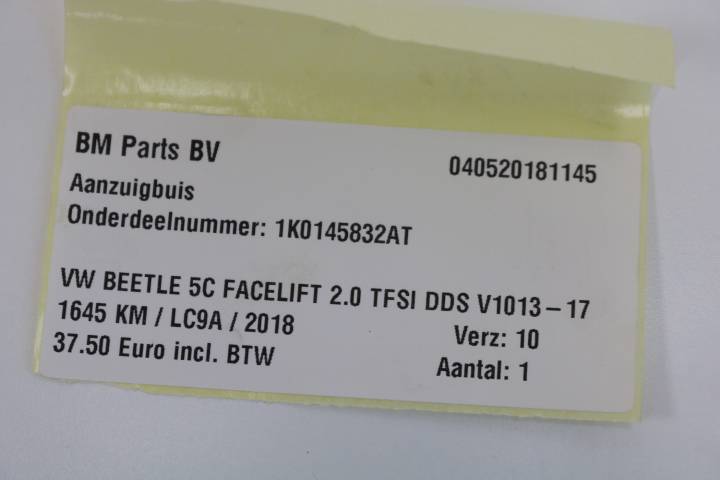 BM Parts BV 040520181145
Aanzuigbuis
Onderdeelnummer: 1K0145832AT
VW BEETLE 5C FACELIFT 2.0 TFSI DDS V1013-17
1645 KM / LC9A / 2018 Verz: 10
37.50 Euro incl. BTW Aantal: 1